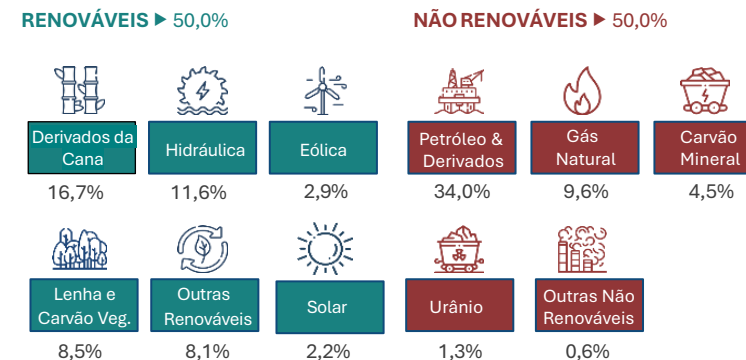 RENOVÁVEIS ▶ 50,0%
NÃO RENOVÁVEIS ▶ 50,0%
Derivados da
Cana
16,7%
Hidráulica
11,6%
Eólica
2,9%
Petróleo &
Derivados
34,0%
Gás
Natural
9,6%
Carvão
Mineral
4,5%
Lenha e
Carvão Veg.
8,5%
Outras
Renováveis
8,1%
Solar
2,2%
Urânio
1,3%
Outras Não
Renováveis
0,6%